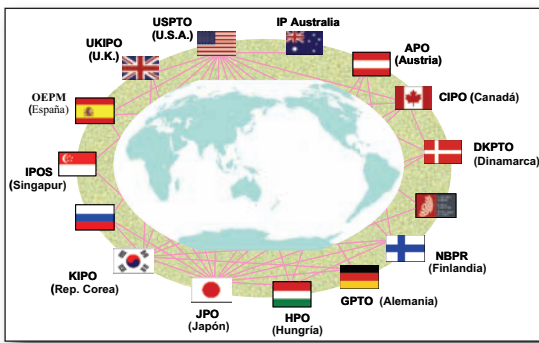 USPTO
(U.S.A.)
IP Australia
UKIPO
(U.K.)
APO
(Austria)
OEPM
(España)
CIPO (Canadá)
DKPTO
(Dinamarca)
IPOS
(Singapur)
NBPR
(Finlandia)
KIPO
(Rep. Corea)
GPTO (Alemania)
JPO
(Japón)
HPO
(Hungría)